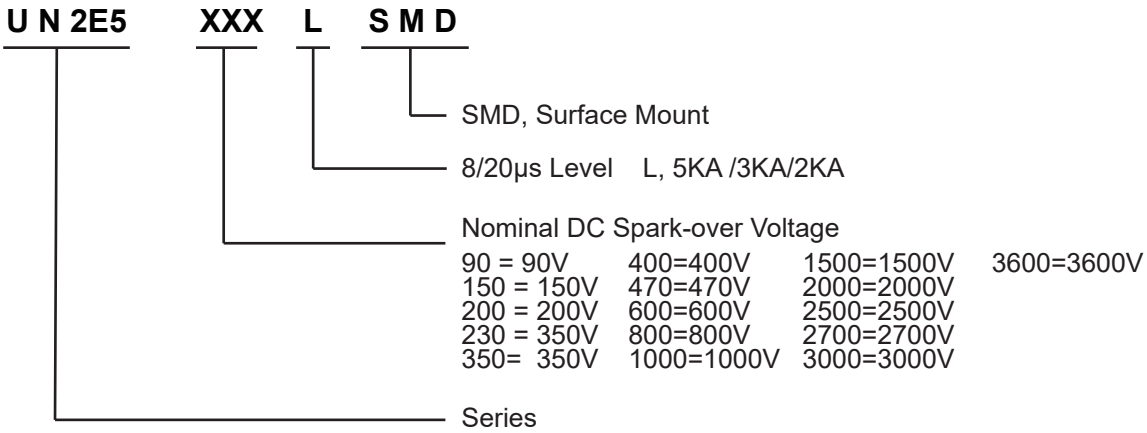 U N 2E5 XXX L S M D
SMD, Surface Mount
8/20μs Level L, 5KA /3KA/2KA
Nominal DC Spark-over Voltage
90 = 90V 400=400V 1500=1500V 3600=3600V
150 = 150V 470=470V 2000=2000V
200 = 200V 600=600V 2500=2500V
230 = 350V 800=800V 2700=2700V
350= 350V 1000=1000V 3000=3000V
Series